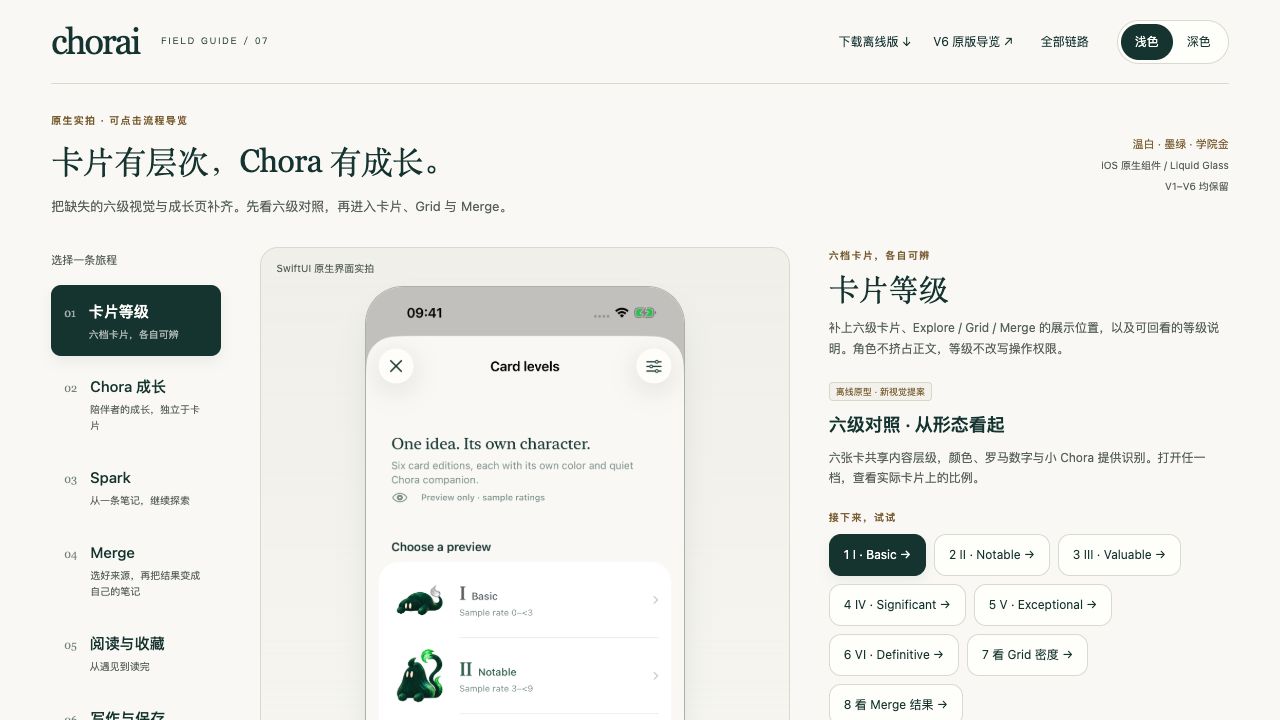 chorai
FIELD GUIDE / 07
下载离线版 ↓
V6 原版导览 ↗
全部链路
浅色
深色
原生实拍 · 可点击流程导览
卡片有层次，Chora 有成长。
把缺失的六级视觉与成长页补齐。先看六级对照，再进入卡片、Grid 与 Merge。
温白 · 墨绿 · 学院金
iOS 原生组件 / Liquid Glass
V1–V6 均保留
选择一条旅程
01 卡片等级
六档卡片，各自可辨
02 Chora 成长
陪伴者的成长，独立于卡
片
03 Spark
从一条笔记，继续探索
04 Merge
选好来源，再把结果变成
自己的笔记
05 阅读与收藏
从遇见到读完
06 写作与保存
SwiftUI 原生界面实拍
09:41
Card levels
One idea. Its own character.
Six card editions, each with its own color and quiet
Chora companion.
Preview only · sample ratings
Choose a preview
I Basic
Sample rate 0–<3
II Notable
Sample rate 3–<9
六档卡片，各自可辨
卡片等级
补上六级卡片、Explore / Grid / Merge 的展示位置，以及可回看的等级说
明。角色不挤占正文，等级不改写操作权限。
离线原型 · 新视觉提案
六级对照 · 从形态看起
六张卡共享内容层级，颜色、罗马数字与小 Chora 提供识别。打开任一
档，查看实际卡片上的比例。
接下来，试试
1 I · Basic →
2 II · Notable →
3 III · Valuable →
4 IV · Significant →
5 V · Exceptional →
6 VI · Definitive →
7 看 Grid 密度 →
8 看 Merge 结果 →